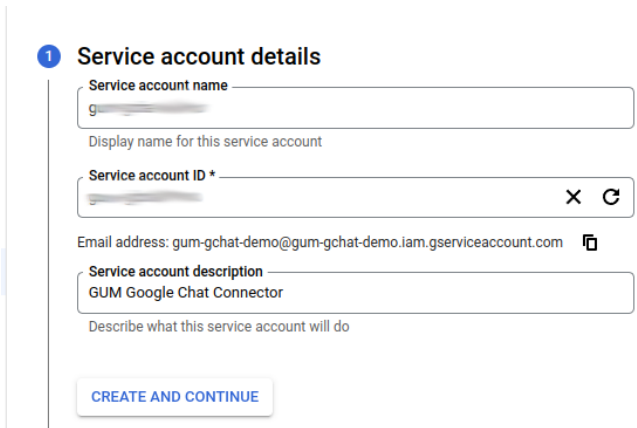 1 Service account details
Service account name
Display name for this service account
Service account ID *
Email address: gum-gchat-demo@gum-gchat-demo.iam.gserviceaccount.com
Service account description
GUM Google Chat Connector
Describe what this service account will do
CREATE AND CONTINUE